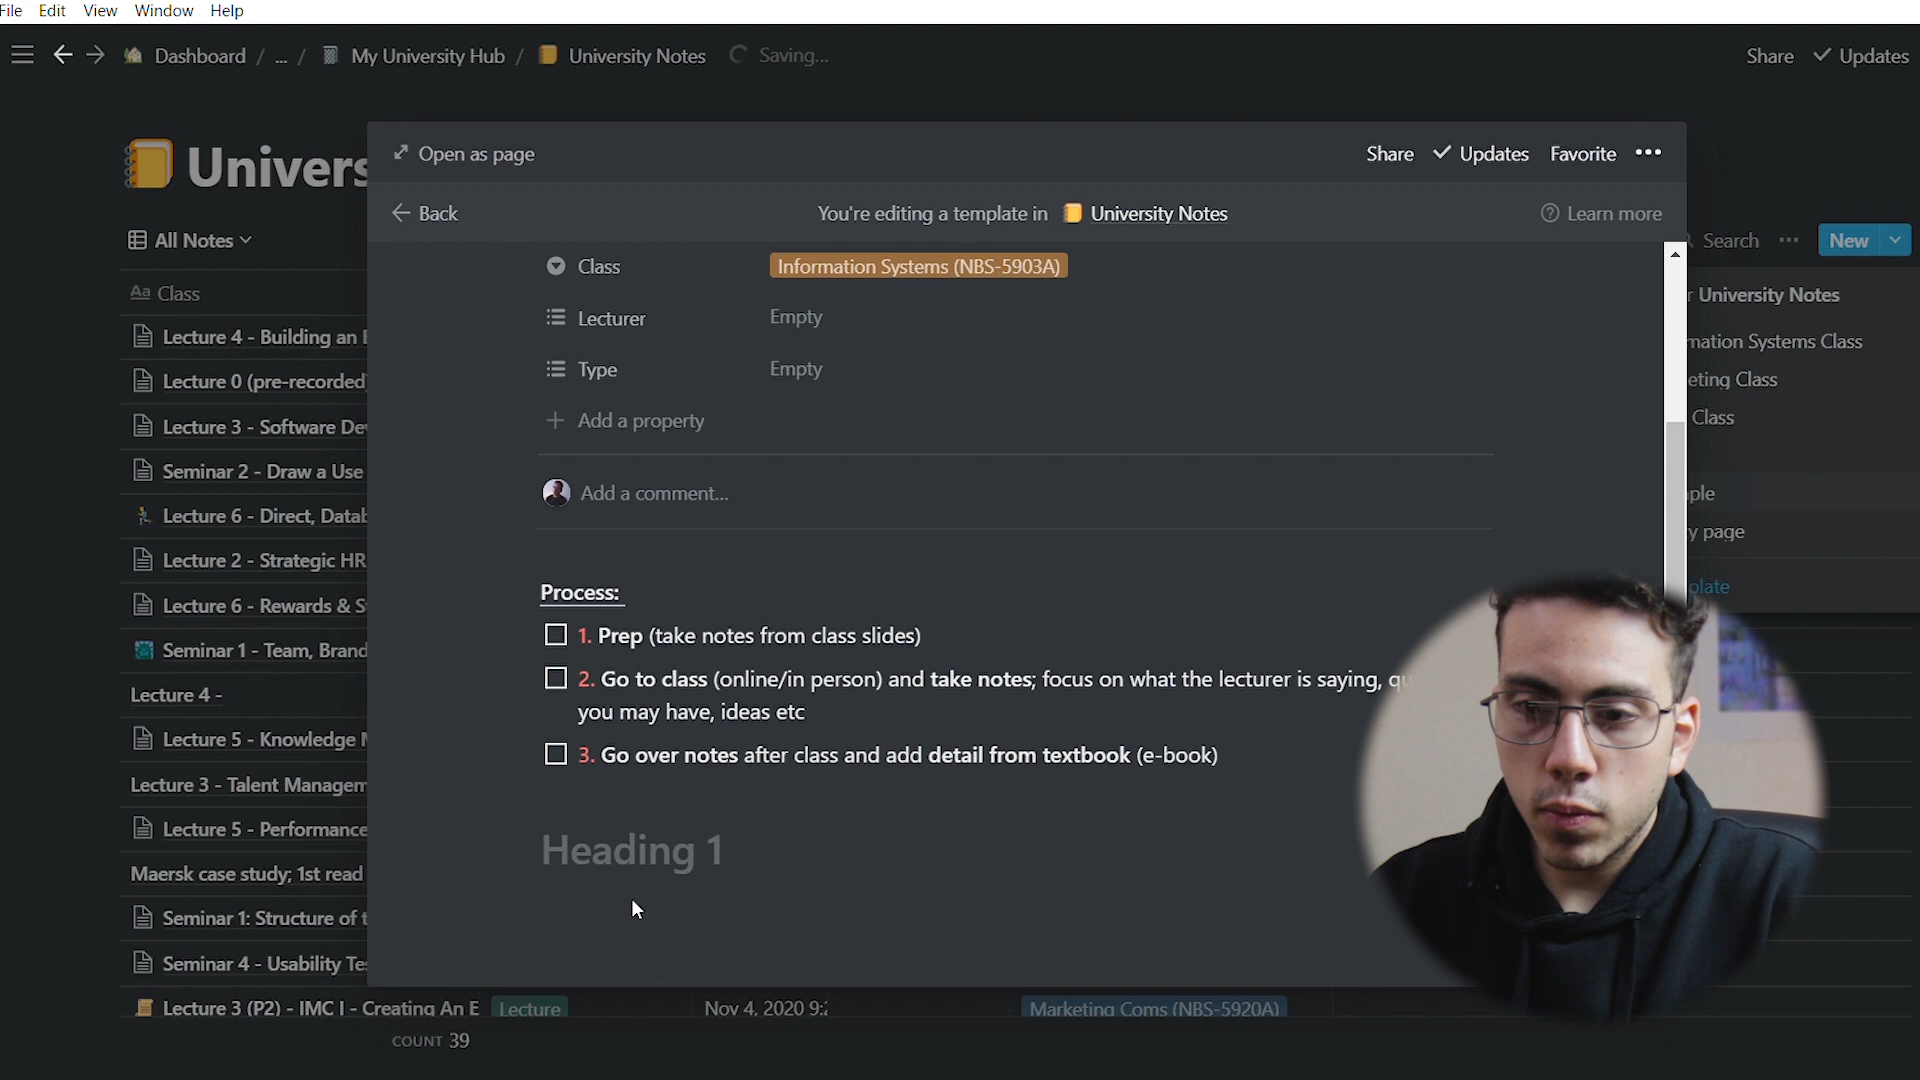 File Edit View Window Help
Dashboard / ... / My University Hub / University Notes Saving...
Share Updates
Univers
Open as page
Share Updates Favorite •••
Back
You're editing a template in University Notes
Learn more
All Notes
Search ••• New
Aa Class
Class Information Systems (NBS-5903A)
Lecturer Empty
Type Empty
+ Add a property
Add a comment...
Process:
1. Prep (take notes from class slides)
2. Go to class (online/in person) and take notes; focus on what the lecturer is saying, qu
you may have, ideas etc
3. Go over notes after class and add detail from textbook (e-book)
Heading 1
University Notes
mation Systems Class
eting Class
Class
ple
y page
plate
Lecture 4 - Building an
Lecture 0 (pre-recorded)
Lecture 3 - Software De
Seminar 2 - Draw a Use
Lecture 6 - Direct, Datab
Lecture 2 - Strategic HR
Lecture 6 - Rewards & S
Seminar 1 - Team, Brand
Lecture 4 -
Lecture 5 - Knowledge
Lecture 3 - Talent Managem
Lecture 5 - Performance
Maersk case study; 1st read
Seminar 1: Structure of t
Seminar 4 - Usability Te
Lecture 3 (P2) - IMC I - Creating An E Lecture Nov 4, 2020 9:2 Marketing Coms (NBS-5920A)
COUNT 39